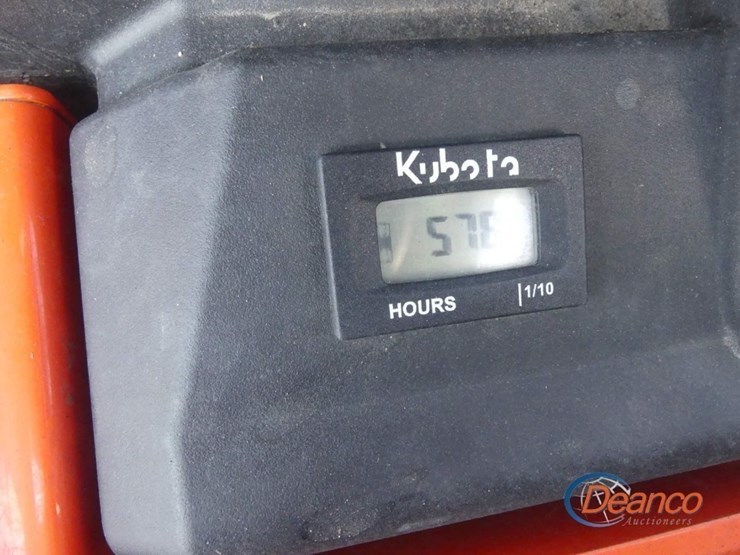 Kubota
578
HOURS
1/10
Deanco
Auctioneers